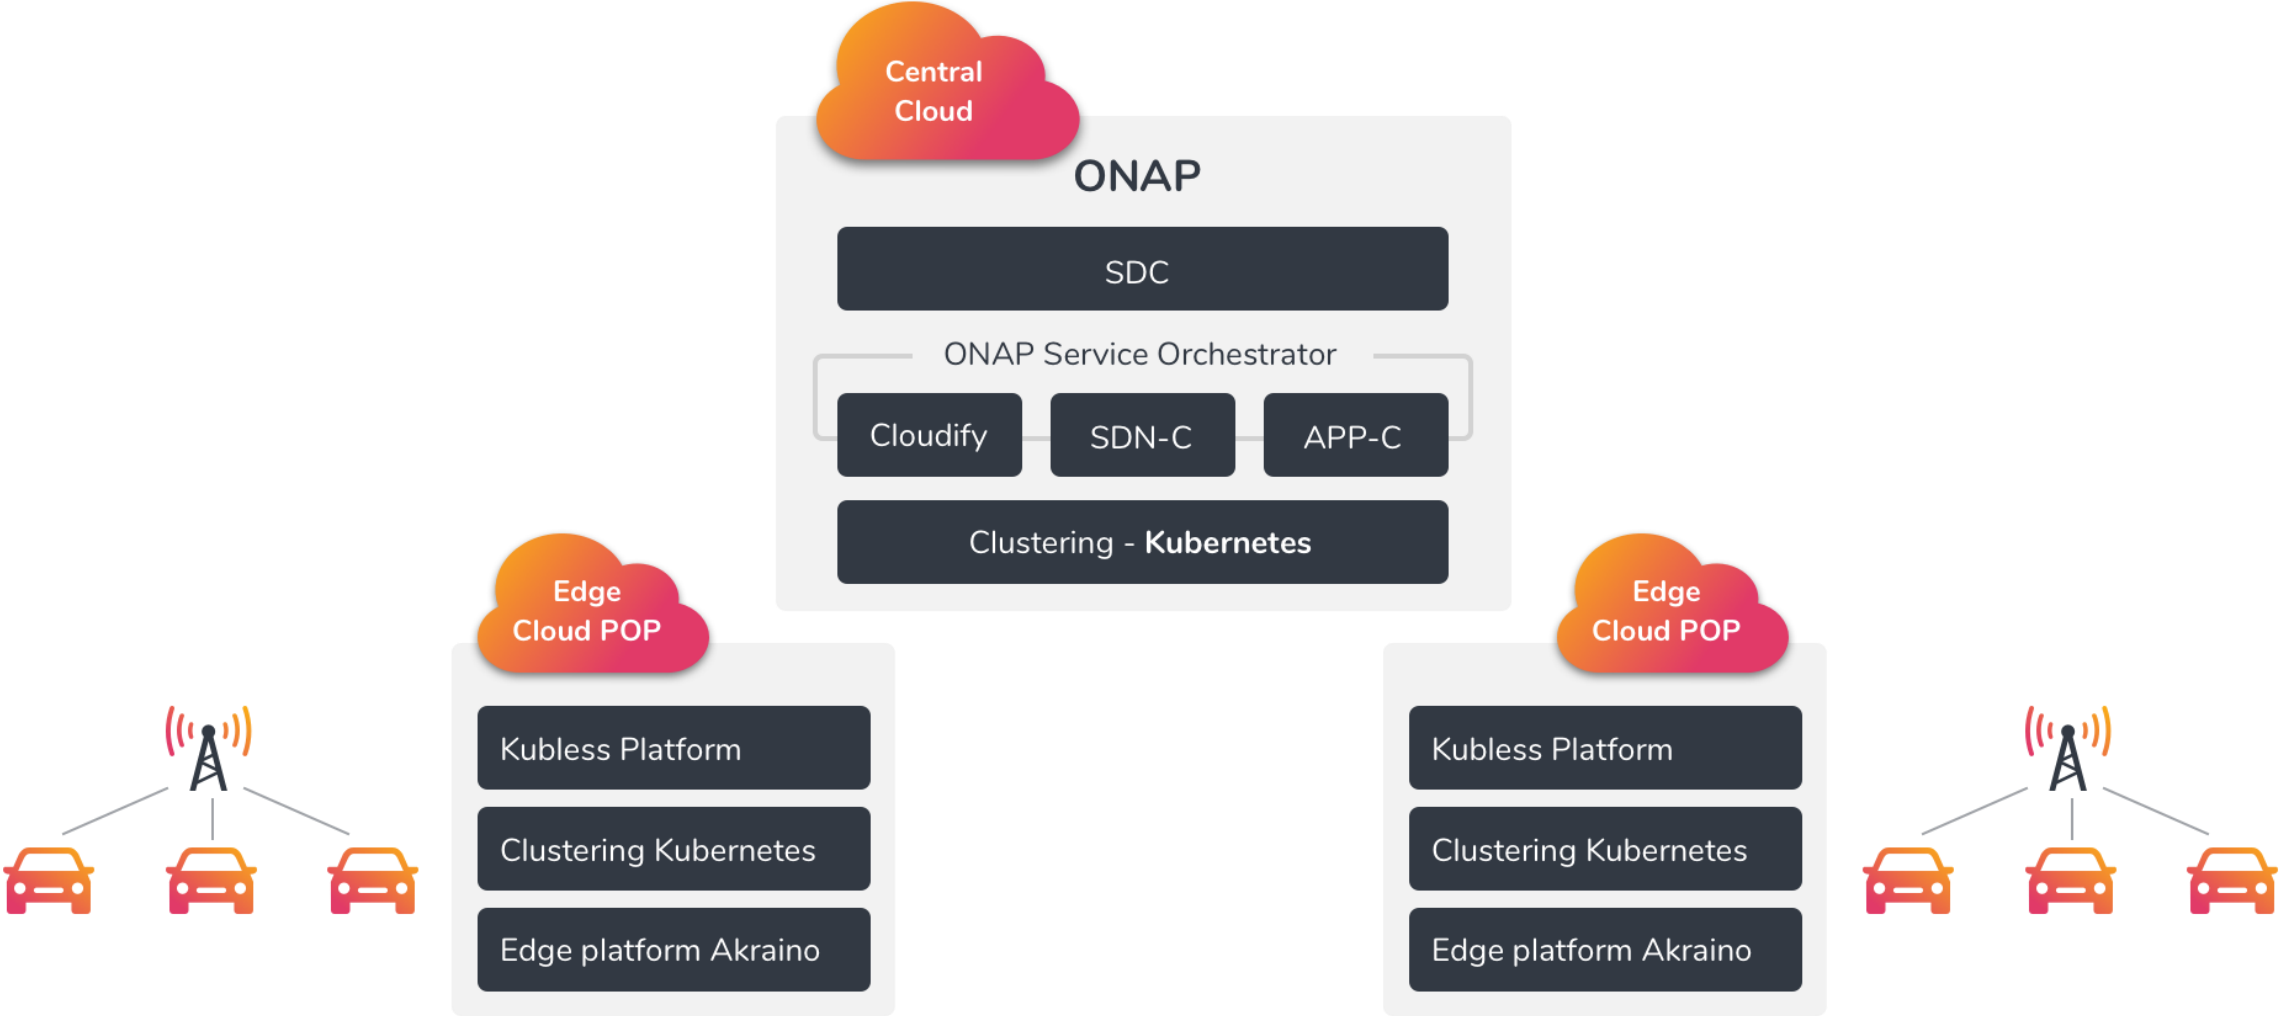 Central
Cloud
ONAP
SDC
ONAP Service Orchestrator
Cloudify
SDN-C
APP-C
Clustering - Kubernetes
Edge
Cloud POP
Kubless Platform
Clustering Kubernetes
Edge platform Akraino
Edge
Cloud POP
Kubless Platform
Clustering Kubernetes
Edge platform Akraino